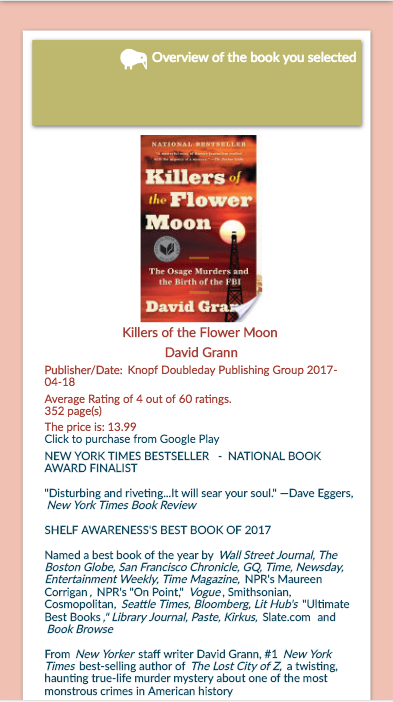 Overview of the book you selected
NATIONAL BESTSELLER
Killers of
the Flower
Moon
The Osage Murders and
the Birth of the FBI
David Gran
Killers of the Flower Moon
David Grann
Publisher/Date: Knopf Doubleday Publishing Group 2017-
04-18
Average Rating of 4 out of 60 ratings.
352 page(s)
The price is: 13.99
Click to purchase from Google Play
NEW YORK TIMES BESTSELLER - NATIONAL BOOK
AWARD FINALIST
"Disturbing and riveting...It will sear your soul." —Dave Eggers,
New York Times Book Review
SHELF AWARENESS'S BEST BOOK OF 2017
Named a best book of the year by Wall Street Journal, The
Boston Globe, San Francisco Chronicle, GQ, Time, Newsday,
Entertainment Weekly, Time Magazine, NPR's Maureen
Corrigan , NPR's "On Point," Vogue , Smithsonian,
Cosmopolitan, Seattle Times, Bloomberg, Lit Hub's "Ultimate
Best Books ," Library Journal, Paste, Kirkus, Slate.com and
Book Browse
From New Yorker staff writer David Grann, #1 New York
Times best-selling author of The Lost City of Z, a twisting,
haunting true-life murder mystery about one of the most
monstrous crimes in American history